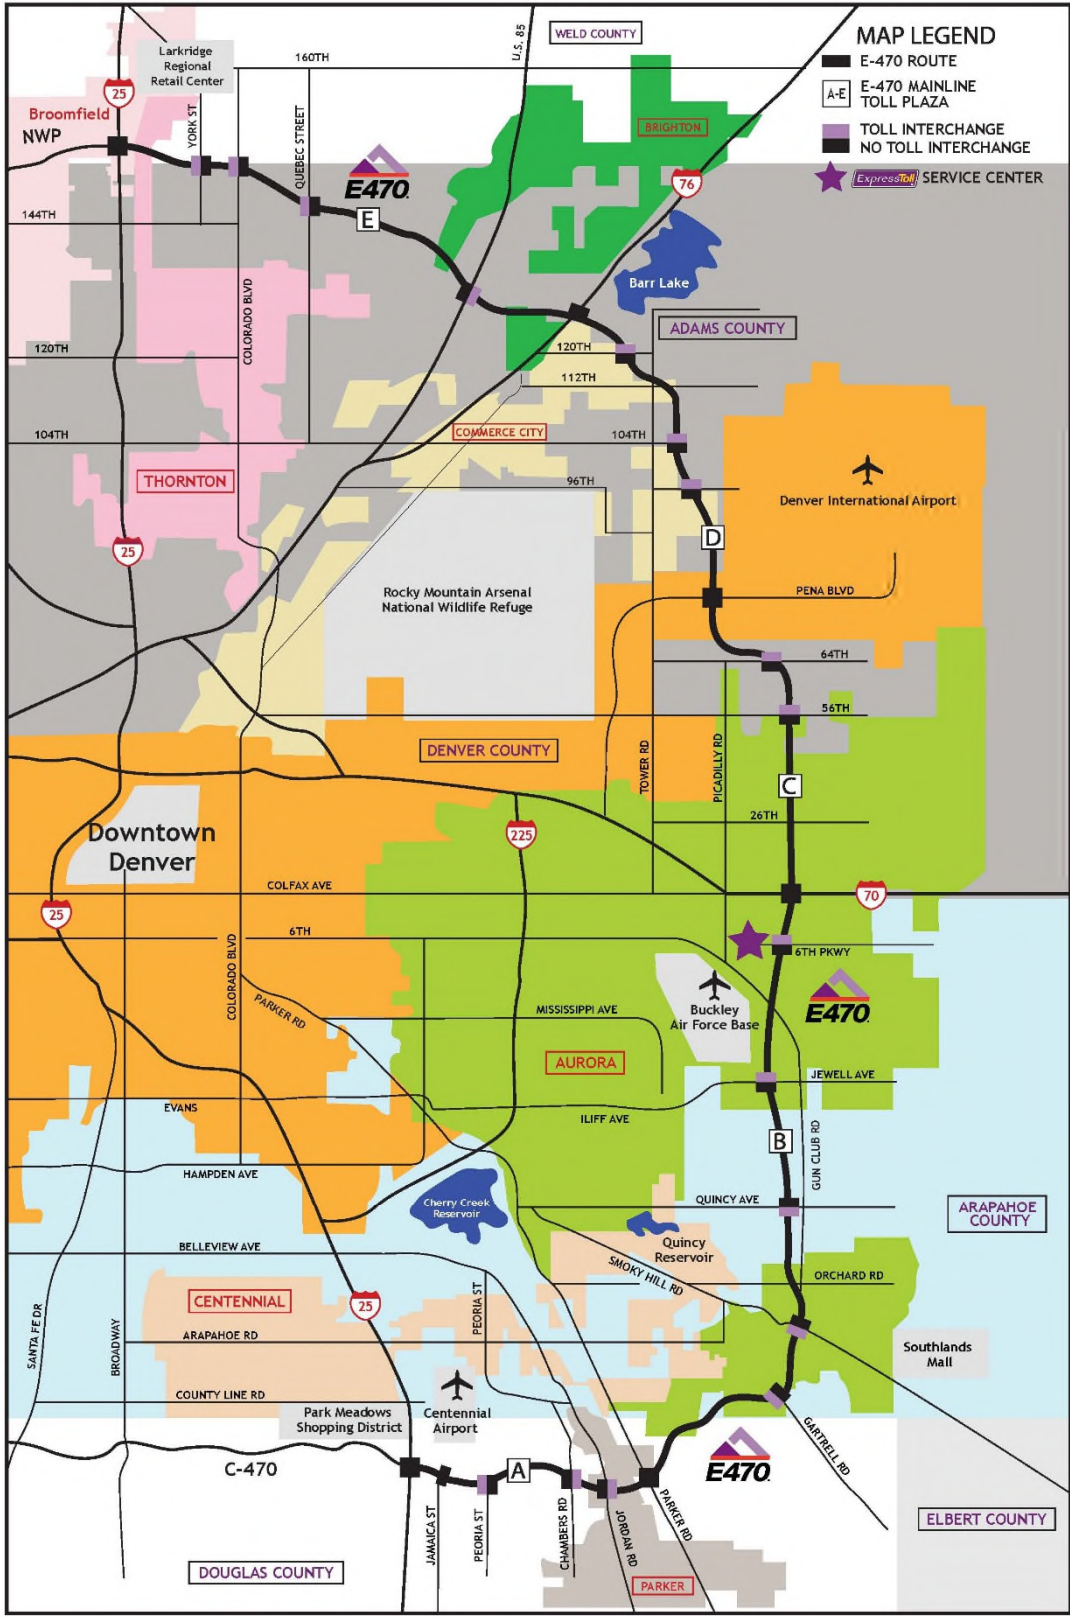 MAP LEGEND
E-470 ROUTE
A-E
E-470 MAINLINE
TOLL PLAZA
TOLL INTERCHANGE
NO TOLL INTERCHANGE
ExpressToll SERVICE CENTER
Larkridge
Regional
Retail Center
160TH
U.S. 85
WELD COUNTY
25
Broomfield
NWP
YORK ST
QUEBEC STREET
E470
E
BRIGHTON
76
144TH
Barr Lake
COLORADO BLVD
ADAMS COUNTY
120TH
120TH
112TH
104TH
COMMERCE CITY
104TH
THORNTON
96TH
Denver International Airport
D
25
Rocky Mountain Arsenal
National Wildlife Refuge
PENA BLVD
64TH
56TH
DENVER COUNTY
TOWER RD
PICADILLY RD
C
26TH
Downtown
Denver
225
COLFAX AVE
70
25
6TH
6TH PKWY
COLORADO BLVD
PARKER RD
MISSISSIPPI AVE
Buckley
Air Force Base
E470
AURORA
JEWELL AVE
EVANS
ILIFF AVE
B
GUN CLUB RD
HAMPDEN AVE
Cherry Creek
Reservoir
QUINCY AVE
ARAPAHOE
COUNTY
BELLEVIEW AVE
Quincy
Reservoir
SMOKY HILL RD
ORCHARD RD
CENTENNIAL
25
PEORIA ST
SANTA FE DR
BROADWAY
ARAPAHOE RD
Southlands
Mall
COUNTY LINE RD
Park Meadows
Shopping District
Centennial
Airport
GARTRELL RD
E470
C-470
A
JAMAICA ST
PEORIA ST
CHAMBERS RD
JORDAN RD
PARKER RD
ELBERT COUNTY
DOUGLAS COUNTY
PARKER